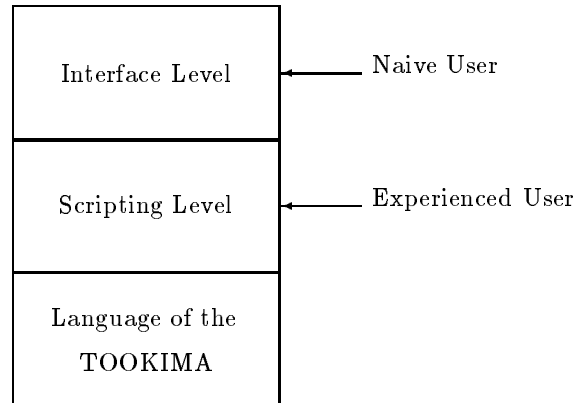 Interface Level
Naive User
Scripting Level
Experienced User
Language of the
TOOKIMA